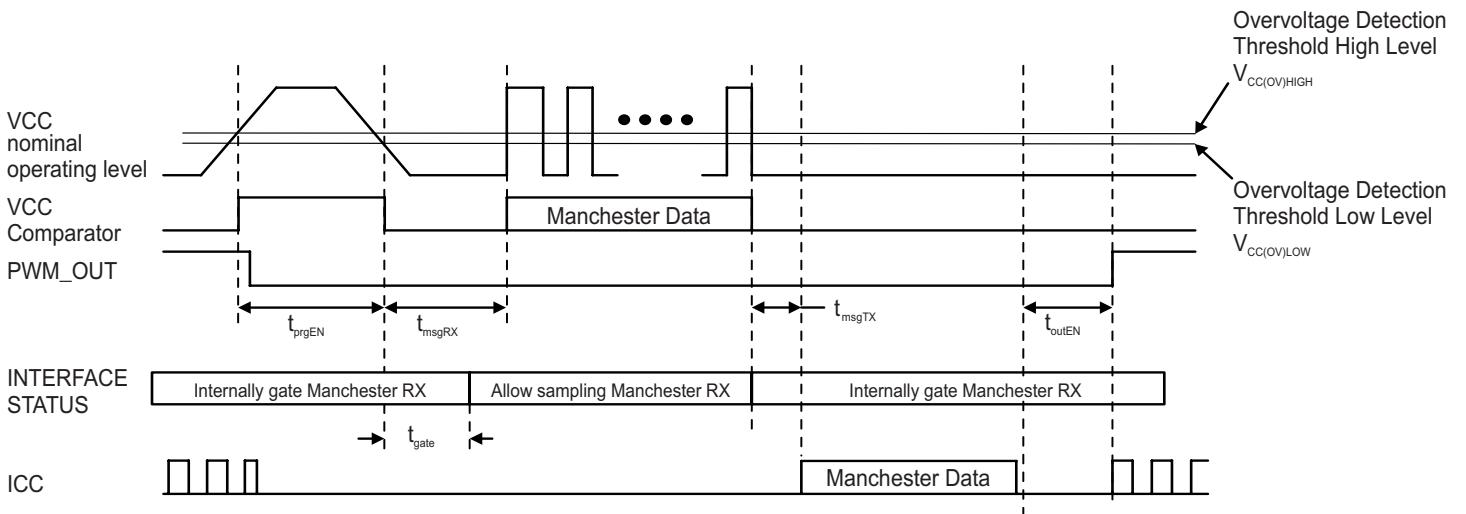 Overvoltage Detection
Threshold High Level
VCC(OV)HIGH
VCC
nominal
operating level
Overvoltage Detection
Threshold Low Level
VCC(OV)LOW
VCC
Comparator
Manchester Data
PWM_OUT
tprgEN
tmsgRX
tmsgTX
toutEN
INTERFACE
STATUS
Internally gate Manchester RX
Allow sampling Manchester RX
Internally gate Manchester RX
tgate
ICC
Manchester Data